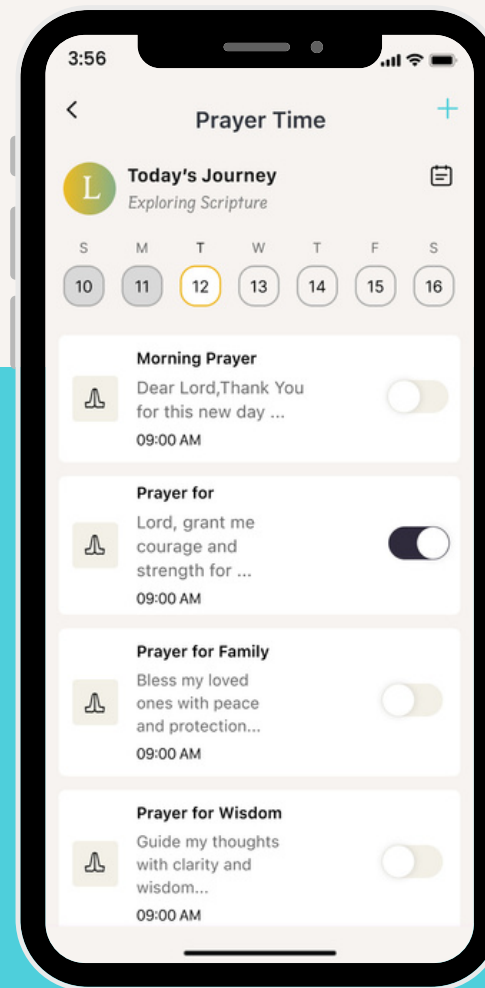 3:56
Prayer Time
L
Today's Journey
Exploring Scripture
S M T W T F S
10 11 12 13 14 15 16
Morning Prayer
Dear Lord,Thank You
for this new day ...
09:00 AM
Prayer for
Lord, grant me
courage and
strength for ...
09:00 AM
Prayer for Family
Bless my loved
ones with peace
and protection...
09:00 AM
Prayer for Wisdom
Guide my thoughts
with clarity and
wisdom...
09:00 AM